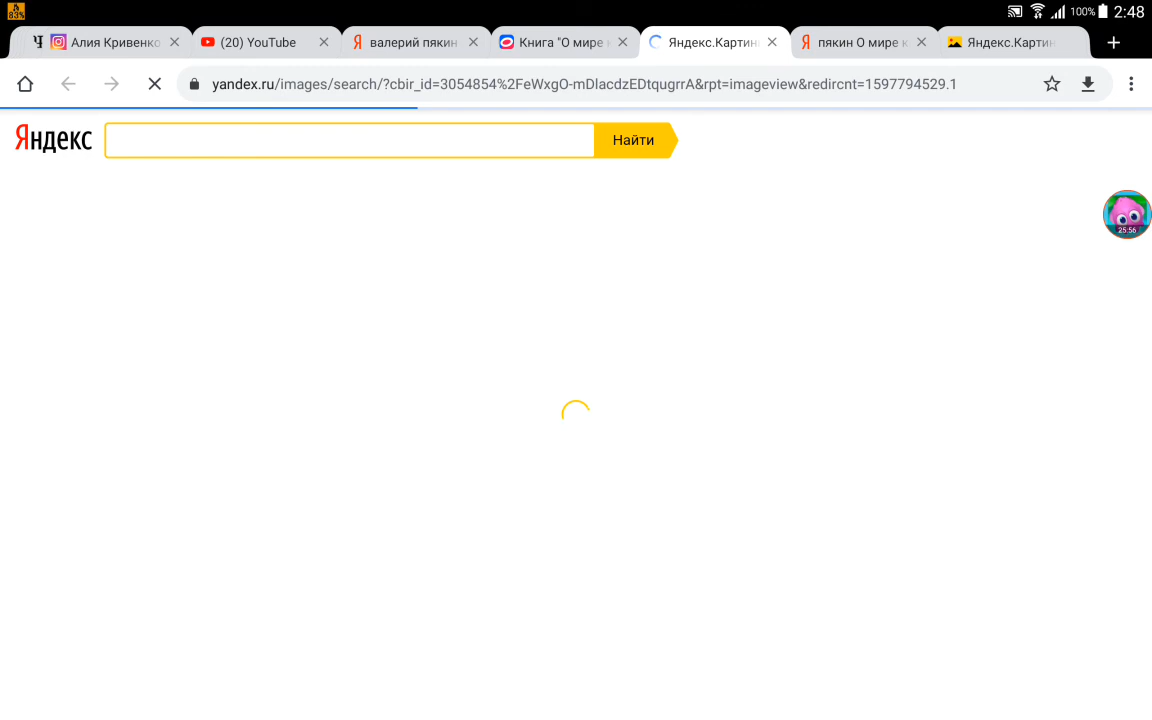 83%
100% 2:48
Ч Алия Кривенко
(20) YouTube
Я валерий пякин
Книга "О мире
Яндекс.Картин
Я пякин О мире к
Яндекс.Картин
yandex.ru/images/search/?cbir_id=3054854%2FeWxgO-mDlacdzEDtqugrrA&rpt=imageview&redircnt=1597794529.1
Яндекс
Найти
25:56